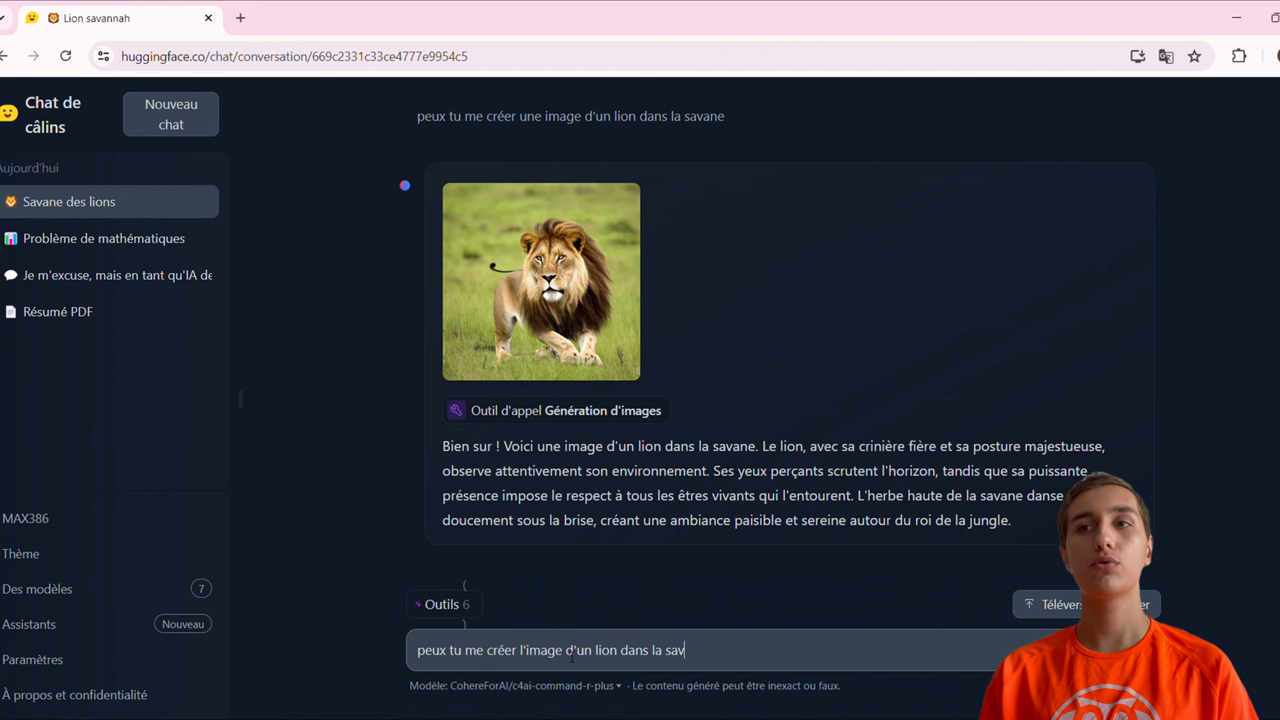 Lion savannah
huggingface.co/chat/conversation/669c2331c33ce4777e9954c5
Chat de
câlins
Nouveau
chat
peux tu me créer une image d'un lion dans la savane
Aujourd'hui
Savane des lions
Problème de mathématiques
Je m'excuse, mais en tant qu'IA de
Résumé PDF
Outil d'appel Génération d'images
Bien sur ! Voici une image d'un lion dans la savane. Le lion, avec sa crinière fière et sa posture majestueuse,
observe attentivement son environnement. Ses yeux perçants scrutent l'horizon, tandis que sa puissante
présence impose le respect à tous les êtres vivants qui l'entourent. L'herbe haute de la savane danse
doucement sous la brise, créant une ambiance paisible et sereine autour du roi de la jungle.
MAX386
Thème
Des modèles 7
Assistants Nouveau
Paramètres
À propos et confidentialité
(
Outils 6
)
peux tu me créer l'image d'un lion dans la sav
Modèle: CohereForAI/c4ai-command-r-plus · Le contenu généré peut être inexact ou faux.